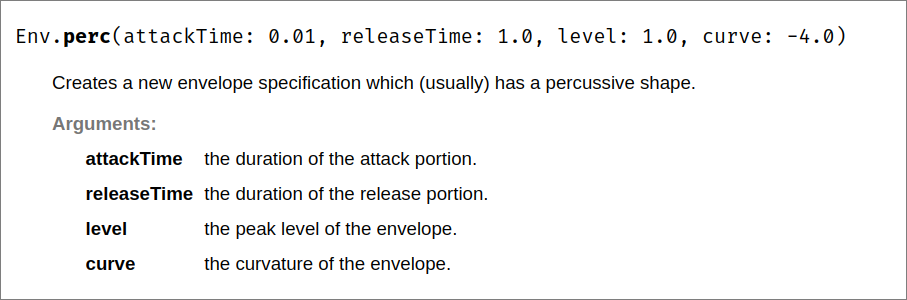 Env.perc(attackTime: 0.01, releaseTime: 1.0, level: 1.0, curve: -4.0)
Creates a new envelope specification which (usually) has a percussive shape.
Arguments:
attackTime the duration of the attack portion.
releaseTime the duration of the release portion.
level the peak level of the envelope.
curve the curvature of the envelope.